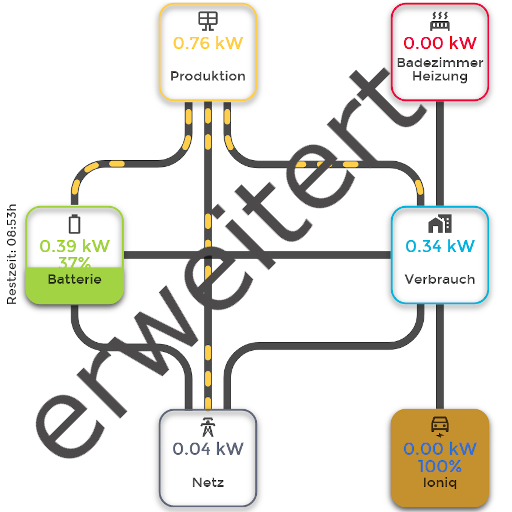 0.76 kW
Produktion
0.00 kW
Badezimmer
Heizung
erweitert
Restzeit: 08:53h
0.39 kW
37%
Batterie
0.34 kW
Verbrauch
0.04 kW
Netz
0.00 kW
100%
Ioniq